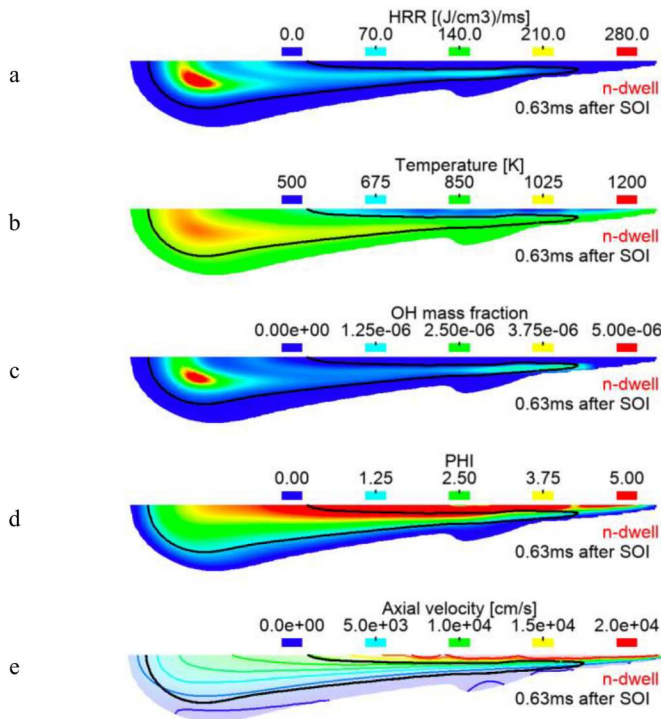 HRR [(J/cm3)/ms]
0.0 70.0 140.0 210.0 280.0
a
n-dwell
0.63ms after SOI
Temperature [K]
500 675 850 1025 1200
b
n-dwell
0.63ms after SOI
OH mass fraction
0.00e+00 1.25e-06 2.50e-06 3.75e-06 5.00e-06
c
n-dwell
0.63ms after SOI
PHI
0.00 1.25 2.50 3.75 5.00
d
n-dwell
0.63ms after SOI
Axial velocity [cm/s]
0.0e+00 5.0e+03 1.0e+04 1.5e+04 2.0e+04
e
n-dwell
0.63ms after SOI